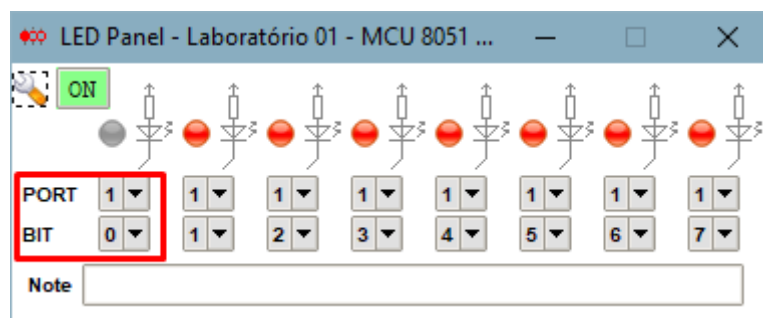 LED Panel - Laboratório 01 - MCU 8051 ...
ON
PORT 1 1 1 1 1 1 1 1
BIT 0 1 2 3 4 5 6 7
Note